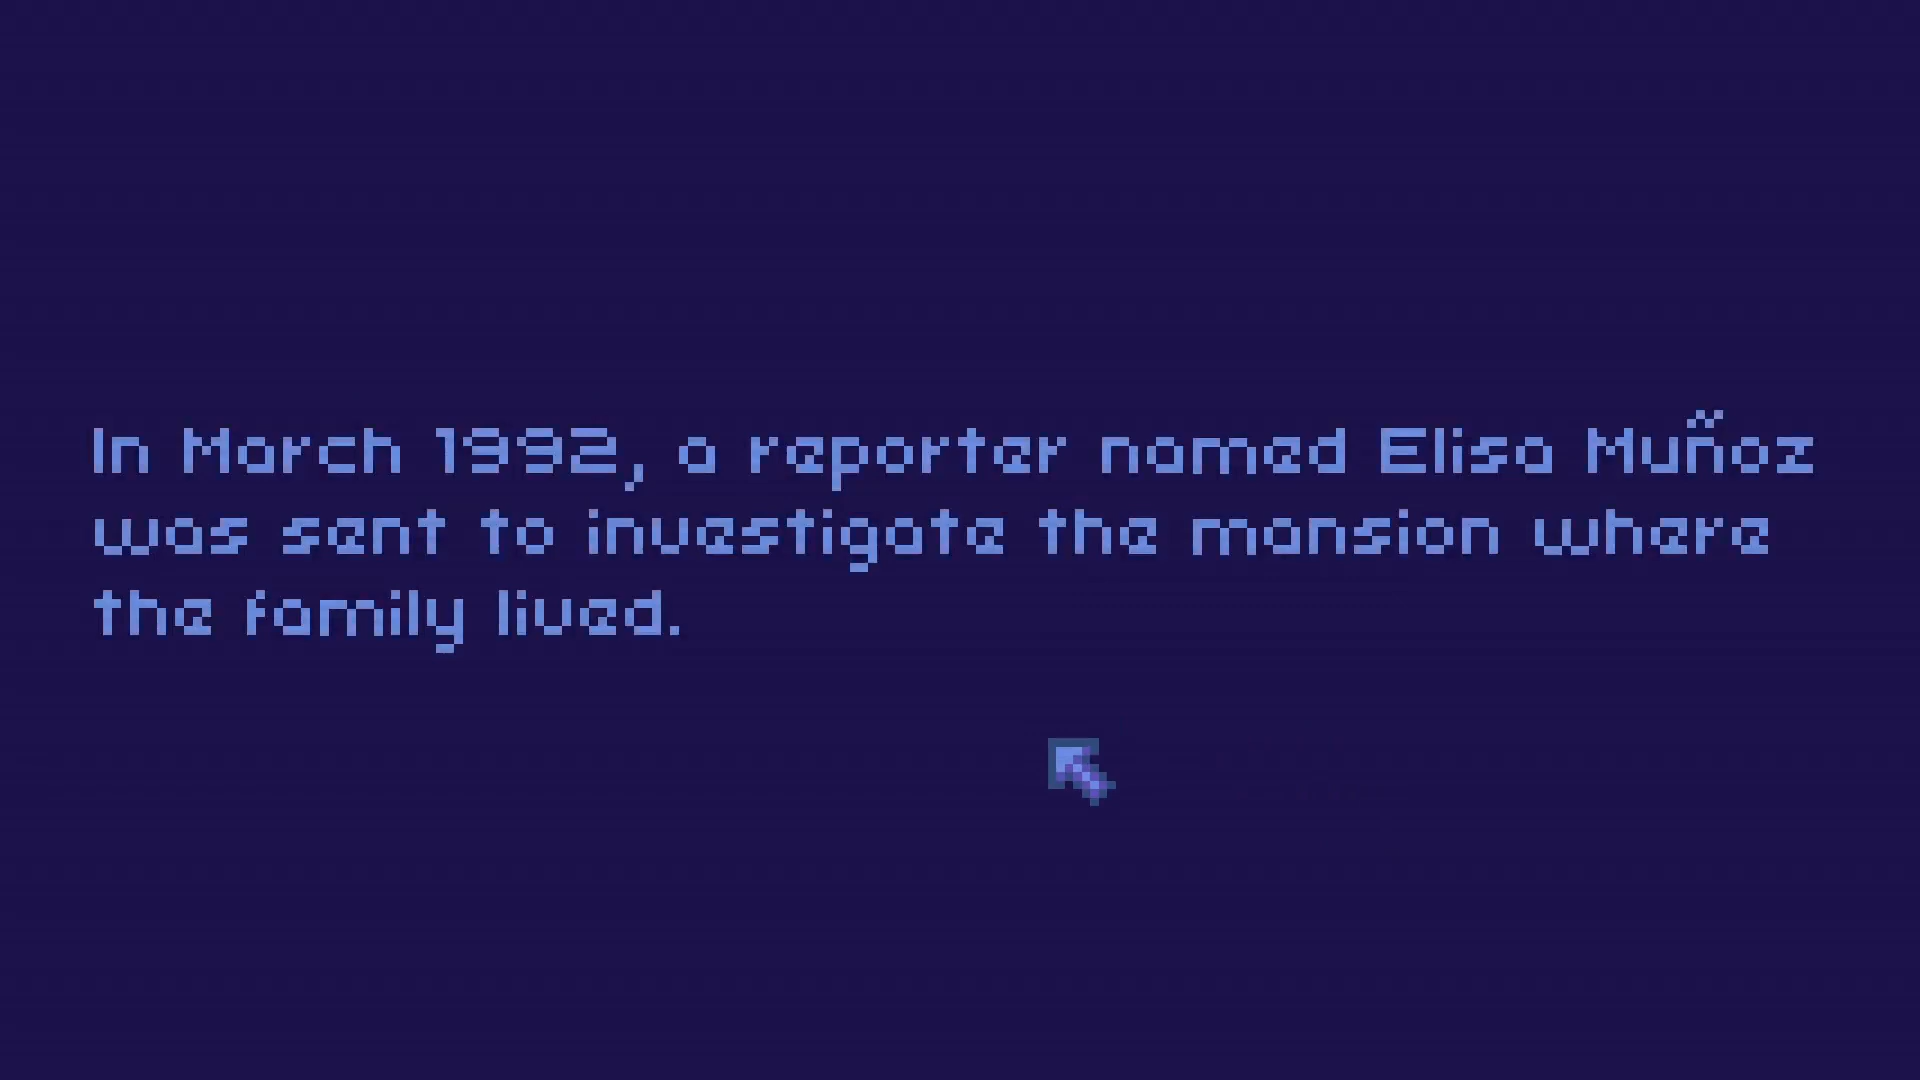 In March 1992, a reporter named Elisa Muñoz
was sent to investigate the mansion where
the family lived.